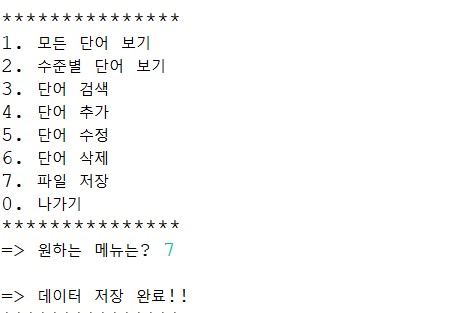 ***************
1. 모든 단어 보기
2. 수준별 단어 보기
3. 단어 검색
4. 단어 추가
5. 단어 수정
6. 단어 삭제
7. 파일 저장
0. 나가기
***************
=> 원하는 메뉴는? 7
=> 데이터 저장 완료!!
***************